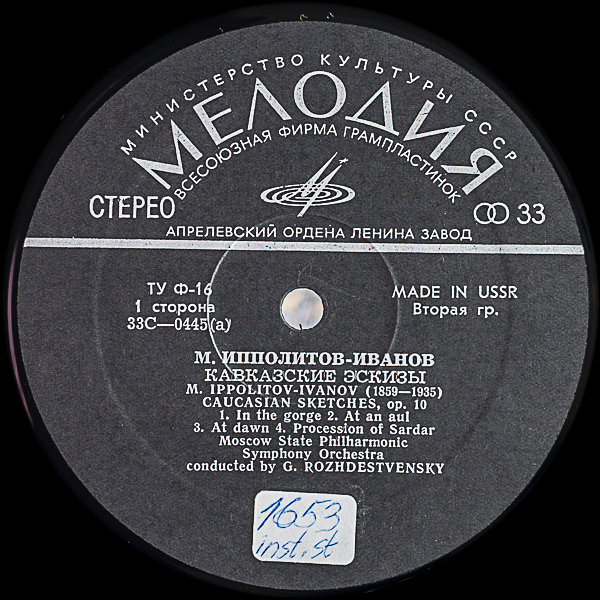 МИНИСТЕРСТВО КУЛЬТУРЫ СССР
МЕЛОДИЯ
ВСЕСОЮЗНАЯ ФИРМА ГРАМПЛАСТИНОК
СТЕРЕО
33
АПРЕЛЕВСКИЙ ОРДЕНА ЛЕНИНА ЗАВОД
ТУ Ф-16
1 сторона
33С—0445(а)
MADE IN USSR
Вторая гр.
М. ИППОЛИТОВ-ИВАНОВ
КАВКАЗСКИЕ ЭСКИЗЫ
M. IPPOLITOV-IVANOV (1859—1935)
CAUCASIAN SKETCHES, op. 10
1. In the gorge 2. At an aul
3. At dawn 4. Procession of Sardar
Moscow State Philharmonic
Symphony Orchestra
conducted by G. ROZHDESTVENSKY
1653
inst. st